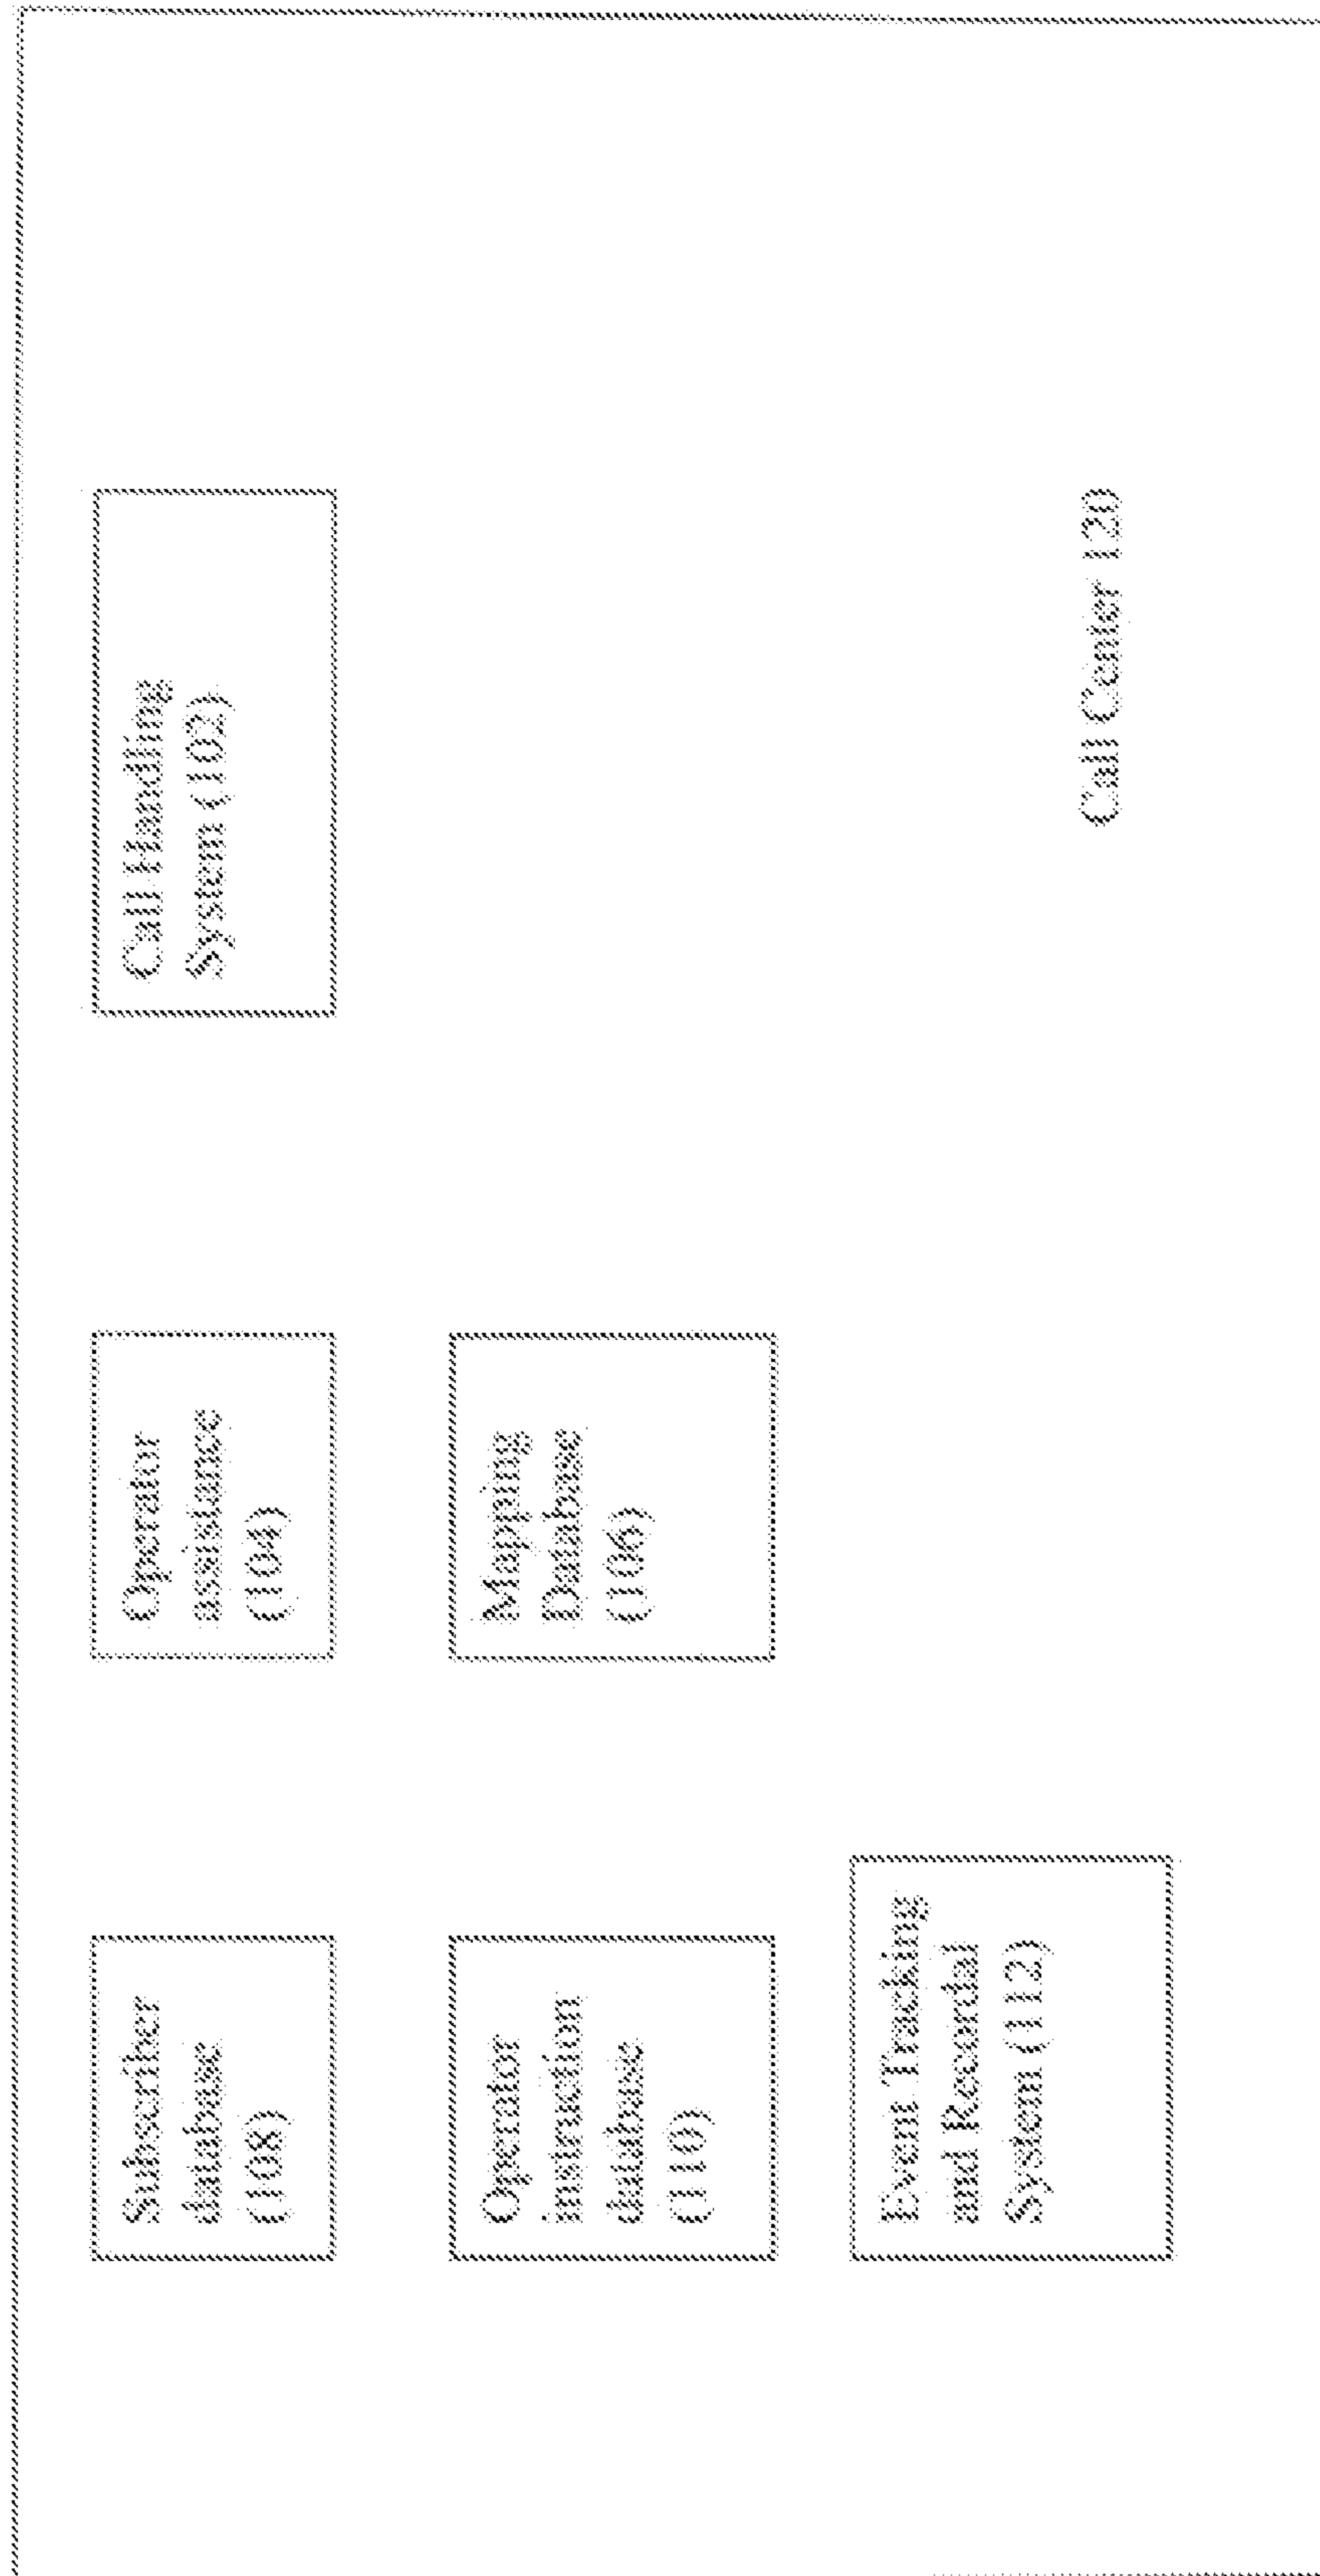 Subscriber
database
(108)
Operator
assistance
(104)
Call Handling
System (102)
Operator
instruction
database
(110)
Mapping
Database
(106)
Event Tracking
and Recordal
System (112)
Call Center 120